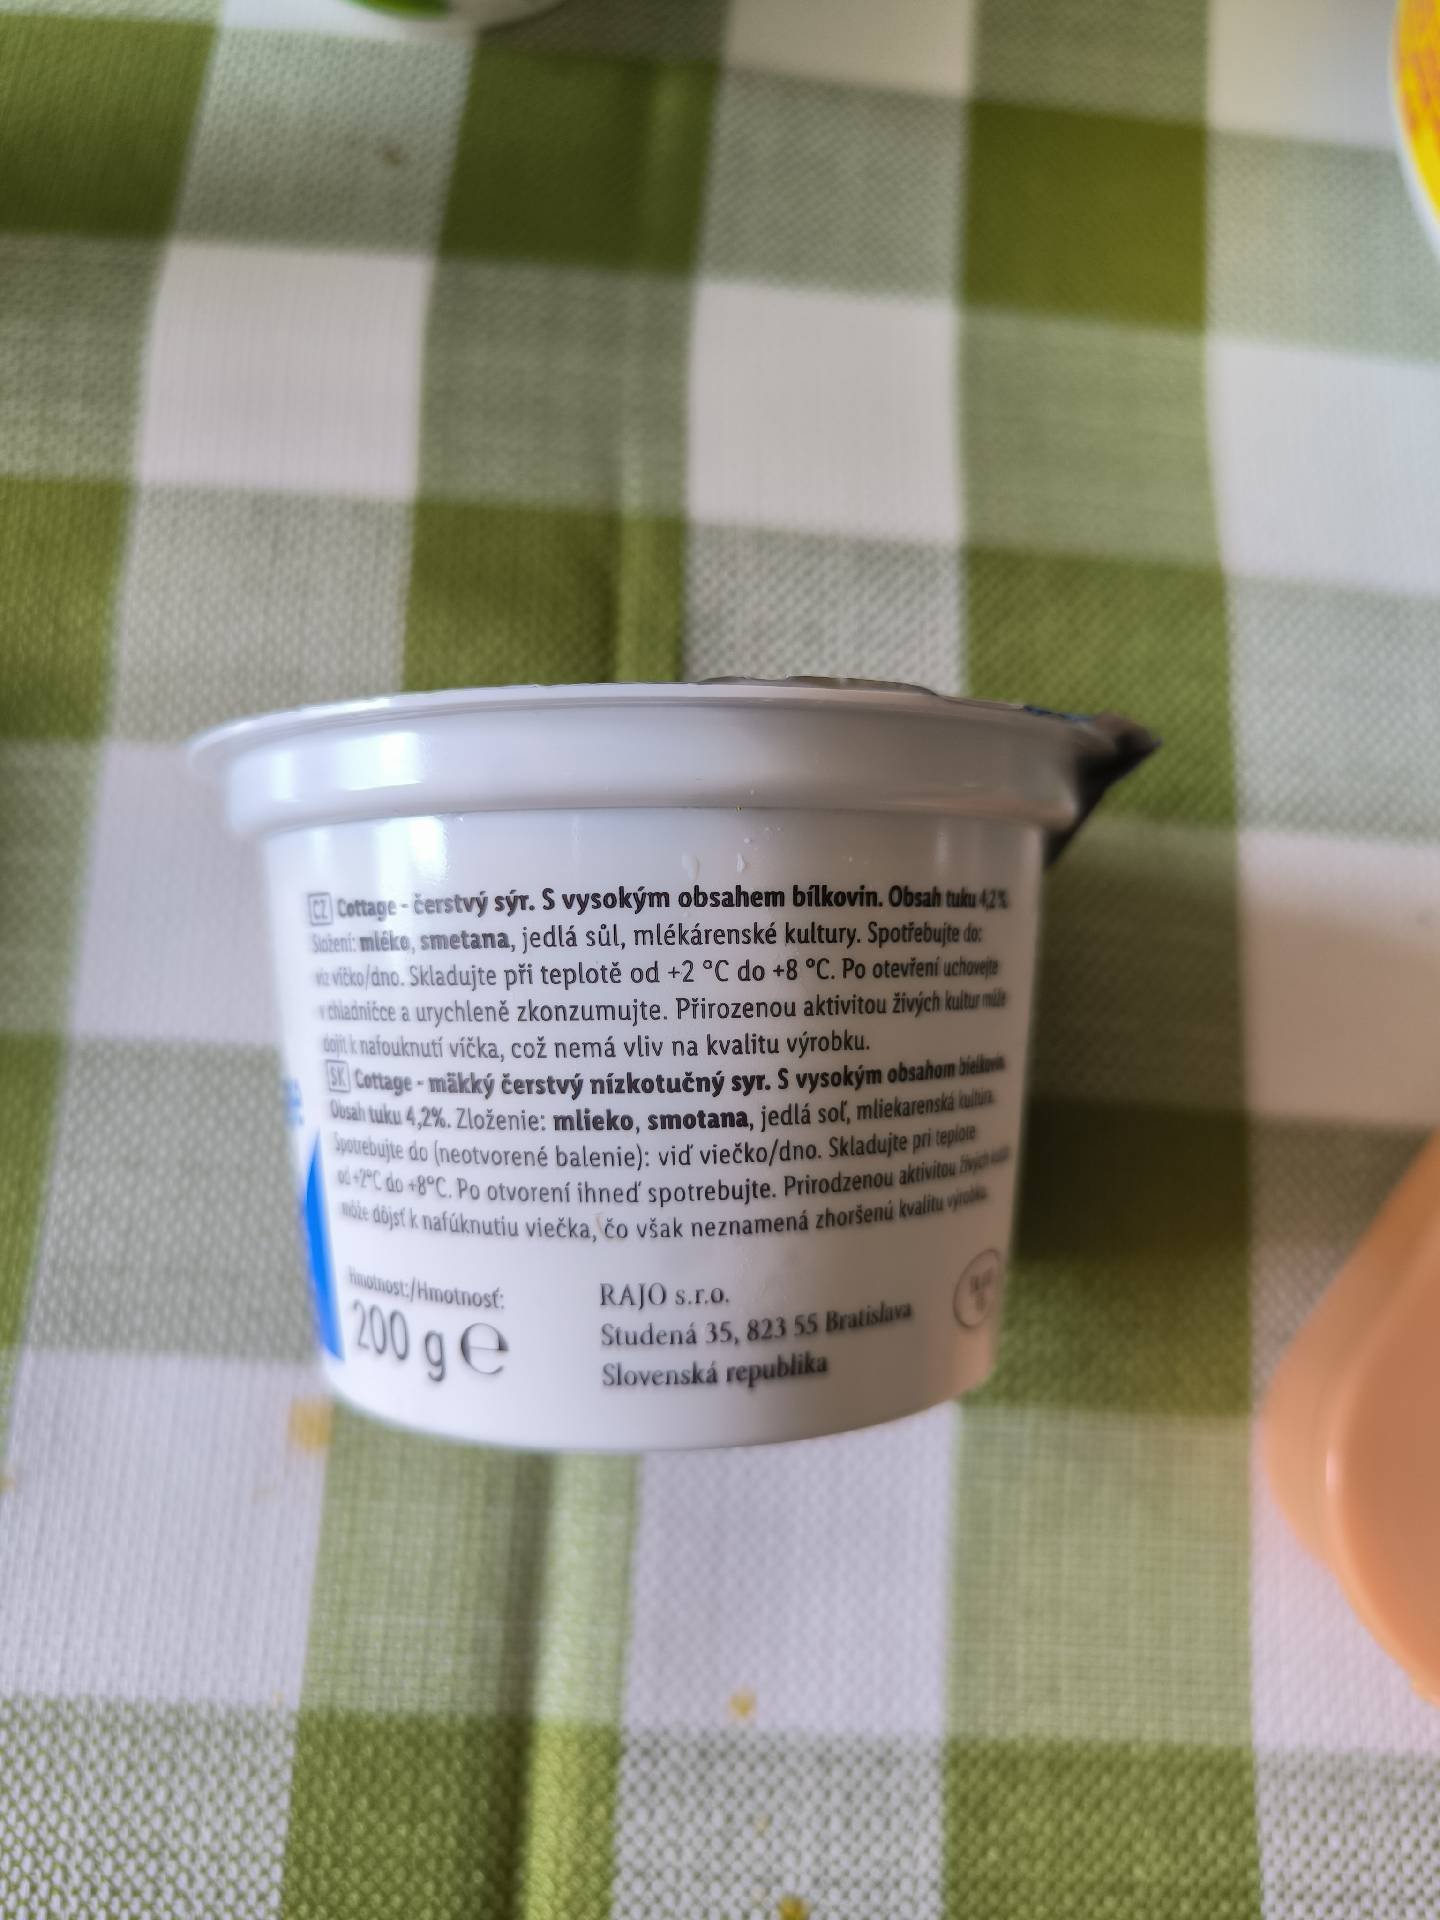 CZ Cottage - čerstvý sýr. S vysokým obsahem bílkovin. Obsah tuku 4,2%
Složení: mléko, smetana, jedlá sůl, mlékárenské kultury. Spotřebujte do:
viz víčko/dno. Skladujte při teplotě od +2 °C do +8 °C. Po otevření uchovejte
v chladničce a urychleně zkonzumujte. Přirozenou aktivitou živých kultur může
dojít k nafouknutí víčka, což nemá vliv na kvalitu výrobku.
SK Cottage - mäkký čerstvý nízkotučný syr. S vysokým obsahom bielkovín.
Obsah tuku 4,2%. Zloženie: mlieko, smotana, jedlá soľ, mliekarenská kultúra.
Spotrebujte do (neotvorené balenie): viď viečko/dno. Skladujte pri teplote
od +2°C do +8°C. Po otvorení ihneď spotrebujte. Prirodzenou aktivitou živých
môže dôjsť k nafúknutiu viečka, čo však neznamená zhoršenú kvalitu výrobku.
Hmotnost:/Hmotnosť:
200 g e
RAJO s.r.o.
Studená 35, 823 55 Bratislava
Slovenská republika